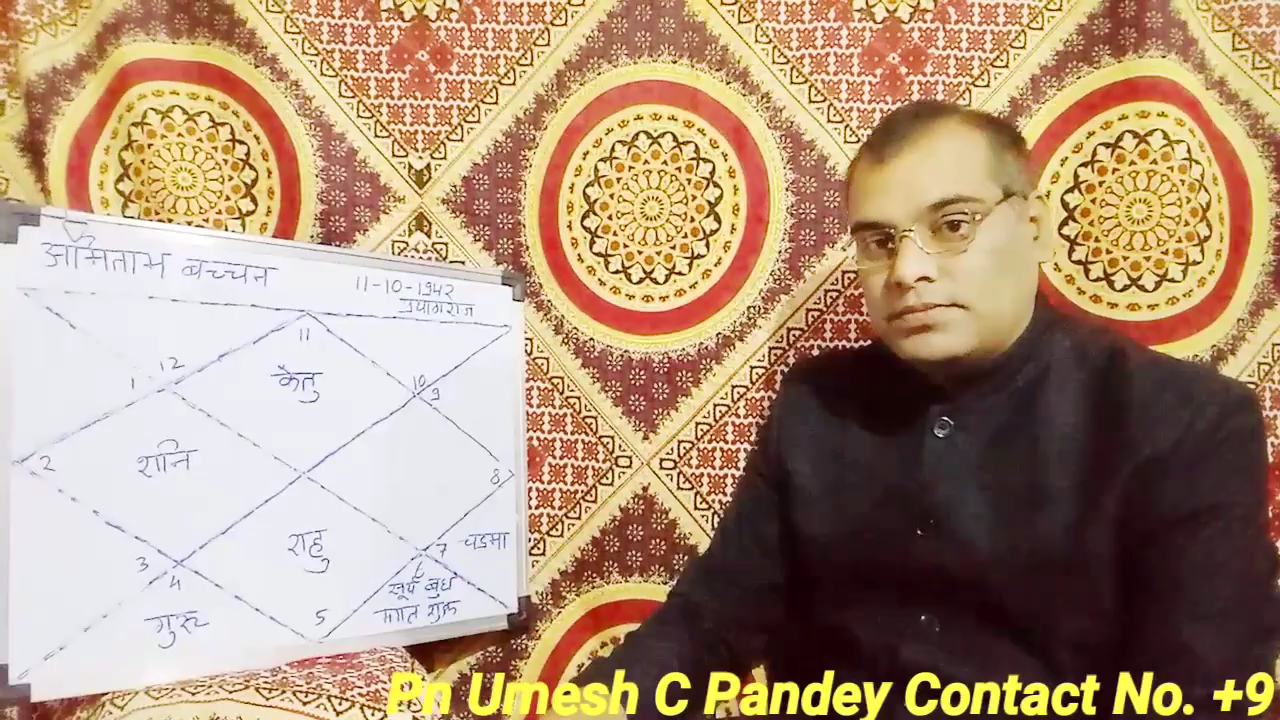 अमिताभ बच्चन
11-10-1942
प्रयागराज
11
केतु
12
1
10
9
2
शनि
8
राहु
7 चंद्रमा
3
4
6
सूर्य बुध
मंगल शुक्र
गुरू
5
Pn Umesh C Pandey Contact No. +9